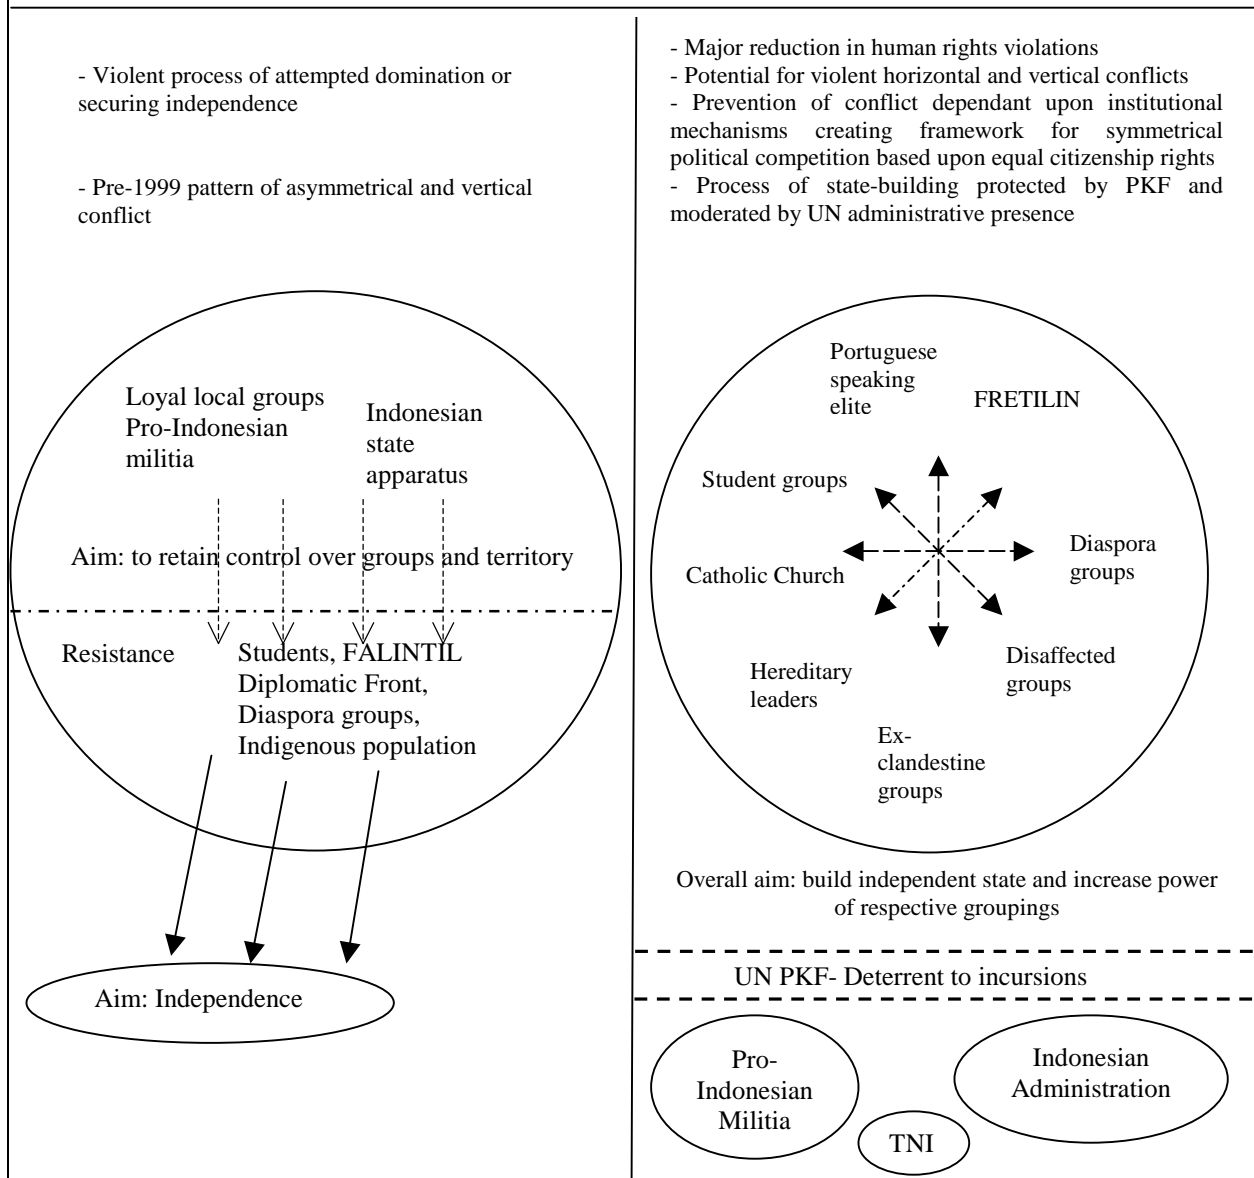 - Violent process of attempted domination or
securing independence
- Pre-1999 pattern of asymmetrical and vertical
conflict
Loyal local groups
Pro-Indonesian
militia
Indonesian
state
apparatus
Aim: to retain control over groups and territory
Resistance
Students, FALINTIL
Diplomatic Front,
Diaspora groups,
Indigenous population
Aim: Independence
- Major reduction in human rights violations
- Potential for violent horizontal and vertical conflicts
- Prevention of conflict dependant upon institutional
mechanisms creating framework for symmetrical
political competition based upon equal citizenship rights
- Process of state-building protected by PKF and
moderated by UN administrative presence
Portuguese
speaking
elite
FRETILIN
Student groups
Diaspora
groups
Catholic Church
Disaffected
groups
Hereditary
leaders
Ex-
clandestine
groups
Overall aim: build independent state and increase power
of respective groupings
UN PKF- Deterrent to incursions
Pro-
Indonesian
Militia
TNI
Indonesian
Administration